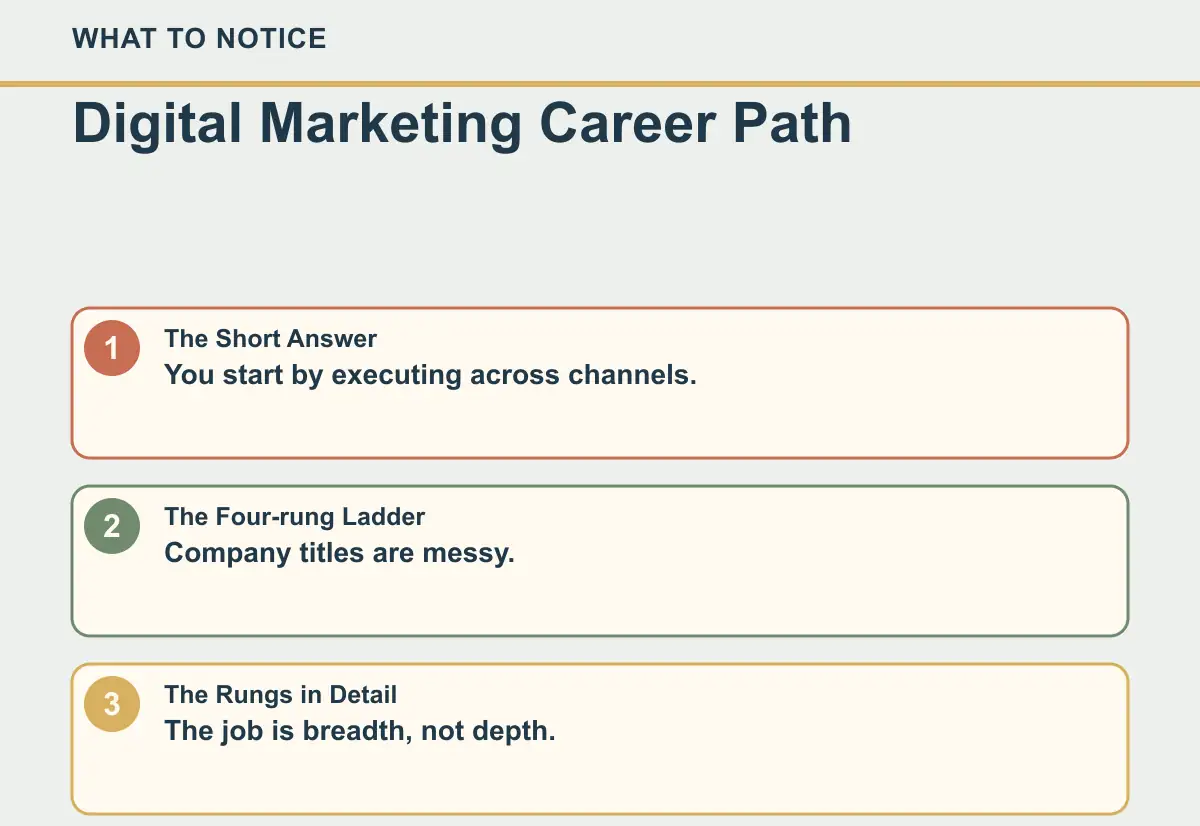 WHAT TO NOTICE
Digital Marketing Career Path
1
The Short Answer
You start by executing across channels.
2
The Four-rung Ladder
Company titles are messy.
3
The Rungs in Detail
The job is breadth, not depth.